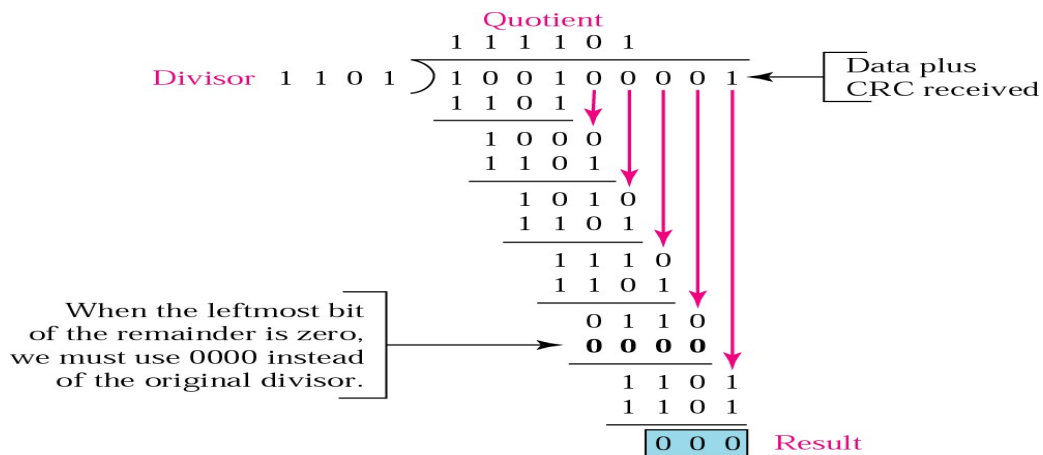 Quotient
1 1 1 1 0 1
Divisor 1 1 0 1 1 0 0 1 0 0 0 0 1
Data plus
CRC received
1 1 0 1
1 0 0 0
1 1 0 1
1 0 1 0
1 1 0 1
1 1 1 0
1 1 0 1
When the leftmost bit
of the remainder is zero,
we must use 0000 instead
of the original divisor.
0 1 1 0
0 0 0 0
1 1 0 1
1 1 0 1
0 0 0 Result